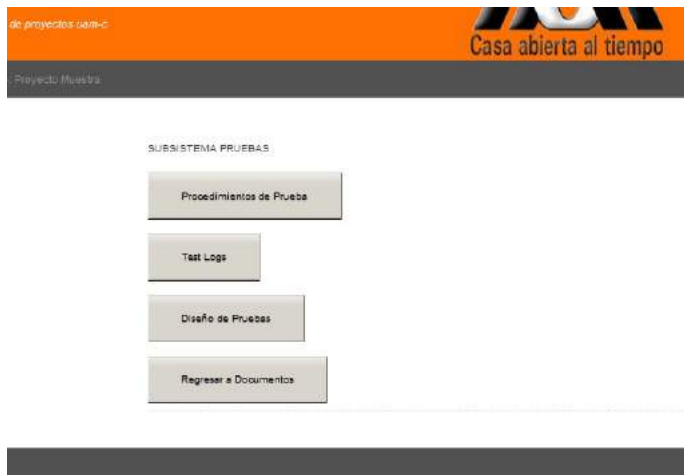 de proyectos uam-c
Casa abierta al tiempo
Proyecto Muestra
SUBSISTEMA PRUEBAS
Procedimientos de Prueba
Test Logs
Diseño de Pruebas
Regresar a Documentos